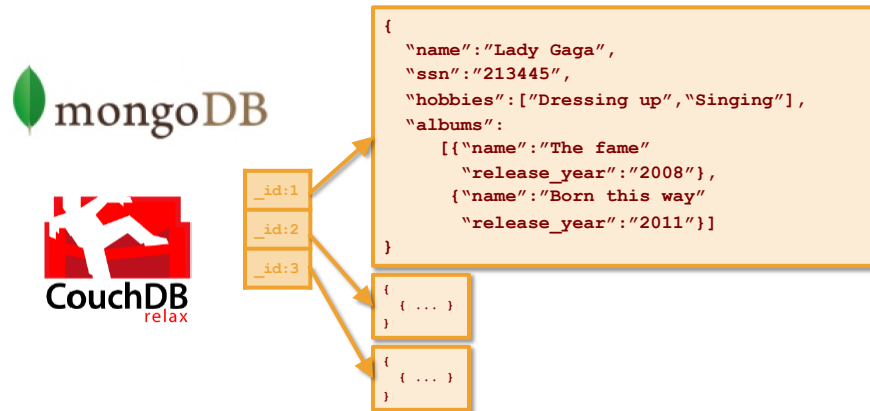 mongoDB
CouchDB
relax
_id:1
_id:2
_id:3
{
“name”:”Lady Gaga”,
“ssn”:”213445”,
“hobbies”:[”Dressing up”,“Singing”],
“albums”:
[{“name”:”The fame”
“release_year”:”2008”},
{“name”:”Born this way”
“release_year”:”2011”}]
}
{
{ ... }
}
{
{ ... }
}